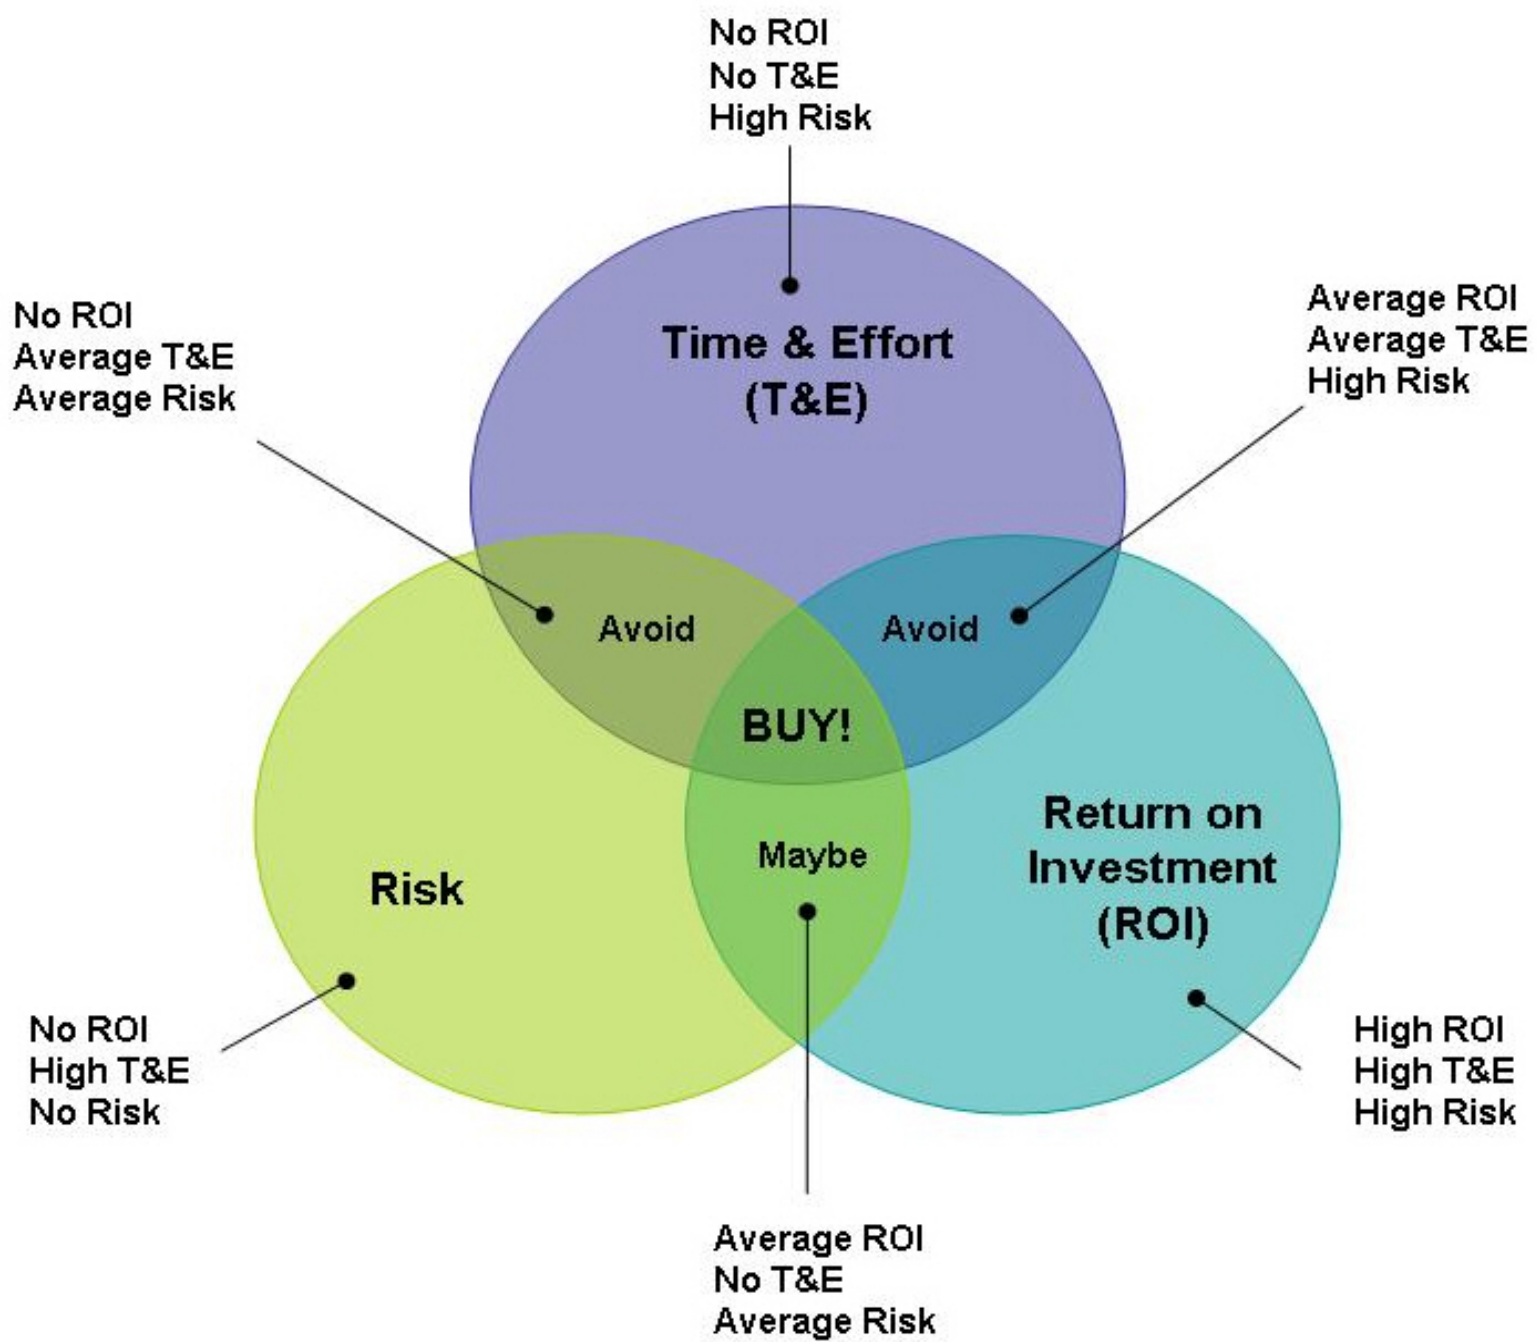 No ROI
No T&E
High Risk
No ROI
Average T&E
Average Risk
Average ROI
Average T&E
High Risk
Time & Effort
(T&E)
Avoid
Avoid
BUY!
Maybe
Risk
Return on
Investment
(ROI)
No ROI
High T&E
No Risk
High ROI
High T&E
High Risk
Average ROI
No T&E
Average Risk